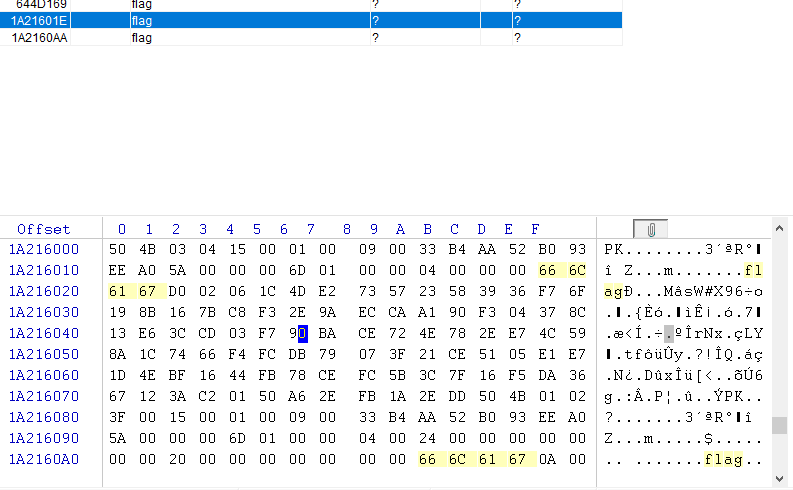 644D169 flag ? ?
1A21601E flag ? ?
1A2160AA flag ? ?
Offset 0 1 2 3 4 5 6 7 8 9 A B C D E F
1A216000 50 4B 03 04 15 00 01 00 09 00 33 B4 AA 52 B0 93 PK........3´ªR°
1A216010 EE A0 5A 00 00 00 6D 01 00 00 04 00 00 00 66 6C î Z...m.......fl
1A216020 61 67 D0 02 06 1C 4D E2 73 57 23 58 39 36 F7 6F agÐ...MâsW#X96÷o
1A216030 19 8B 16 7B C8 F3 2E 9A EC CA A1 90 F3 04 37 8C
1A216040 13 E6 3C CD 03 F7 90 BA CE 72 4E 78 2E E7 4C 59 .æ<Í.÷.ºÎrNx.çLY
1A216050 8A 1C 74 66 F4 FC DB 79 07 3F 21 CE 51 05 E1 E7 .tfôüÛy.?!ÎQ.áç
1A216060 1D 4E BF 16 44 FB 78 CE FC 5B 3C 7F 16 F5 DA 36 .N¿.DûxÎü[<..õÚ6
1A216070 67 12 3A C2 01 50 A6 2E FB 1A 2E DD 50 4B 01 02 g.:Â.P¦.û..ÝPK..
1A216080 3F 00 15 00 01 00 09 00 33 B4 AA 52 B0 93 EE A0 ?.......3´ªR°î
1A216090 5A 00 00 00 6D 01 00 00 04 00 24 00 00 00 00 00 Z...m.....$.....
1A2160A0 00 00 20 00 00 00 00 00 00 00 66 6C 61 67 0A 00 .. .......flag..